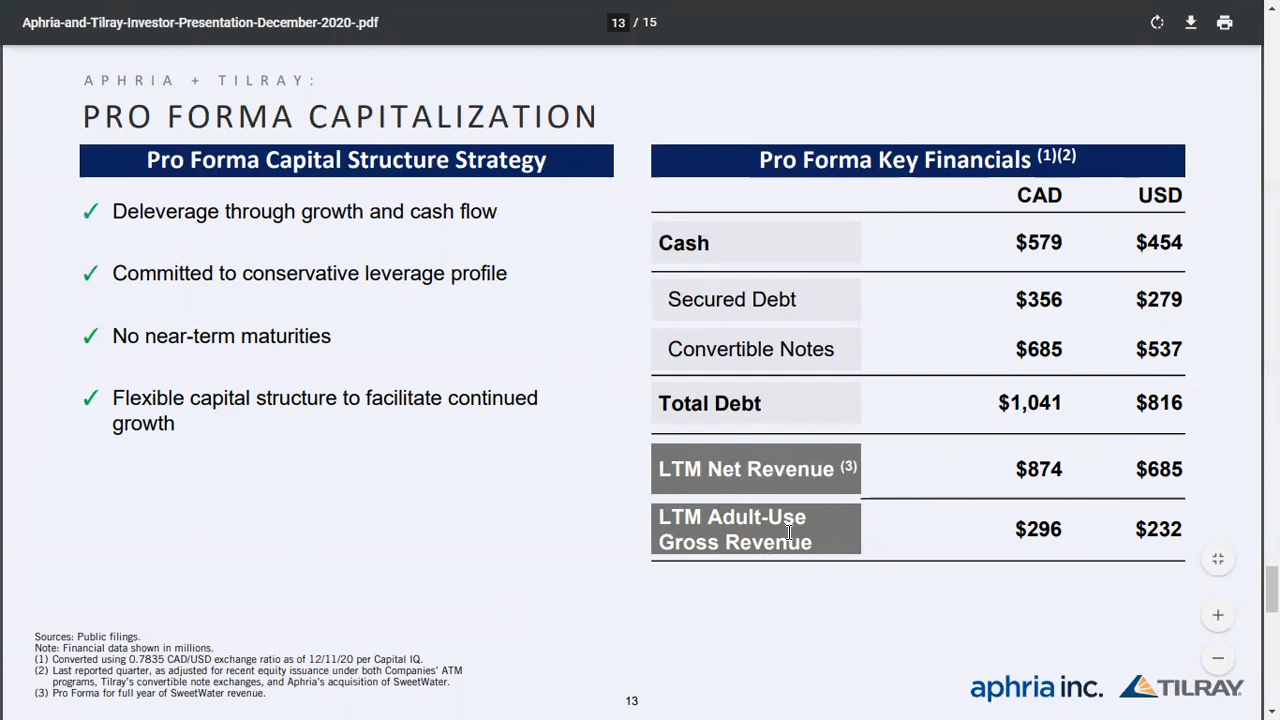 Aphria-and-Tilray-Investor-Presentation-December-2020-.pdf
13 / 15
APHRIA + TILRAY:
PRO FORMA CAPITALIZATION
Pro Forma Capital Structure Strategy
✓ Deleverage through growth and cash flow
✓ Committed to conservative leverage profile
✓ No near-term maturities
✓ Flexible capital structure to facilitate continued
growth
Pro Forma Key Financials (1)(2)
CAD USD
Cash $579 $454
Secured Debt $356 $279
Convertible Notes $685 $537
Total Debt $1,041 $816
LTM Net Revenue (3) $874 $685
LTM Adult-Use
Gross Revenue $296 $232
Sources: Public filings.
Note: Financial data shown in millions.
(1) Converted using 0.7835 CAD/USD exchange ratio as of 12/11/20 per Capital IQ.
(2) Last reported quarter, as adjusted for recent equity issuance under both Companies' ATM
programs, Tilray's convertible note exchanges, and Aphria's acquisition of SweetWater.
(3) Pro Forma for full year of SweetWater revenue.
13
aphria inc. TILRAY